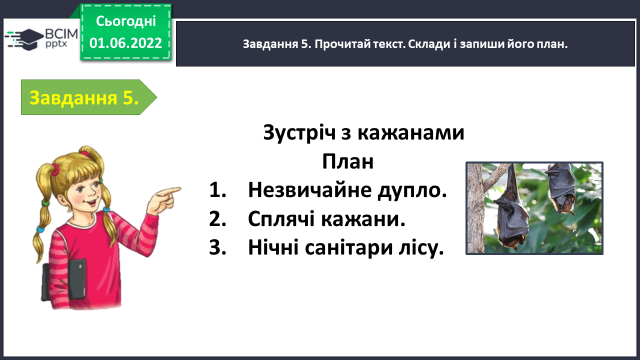 ВСІМ
pptx
Сьогодні
01.06.2022
Завдання 5. Прочитай текст. Склади і запиши його план.
Завдання 5.
Зустріч з кажанами
План
1. Незвичайне дупло.
2. Сплячі кажани.
3. Нічні санітари лісу.